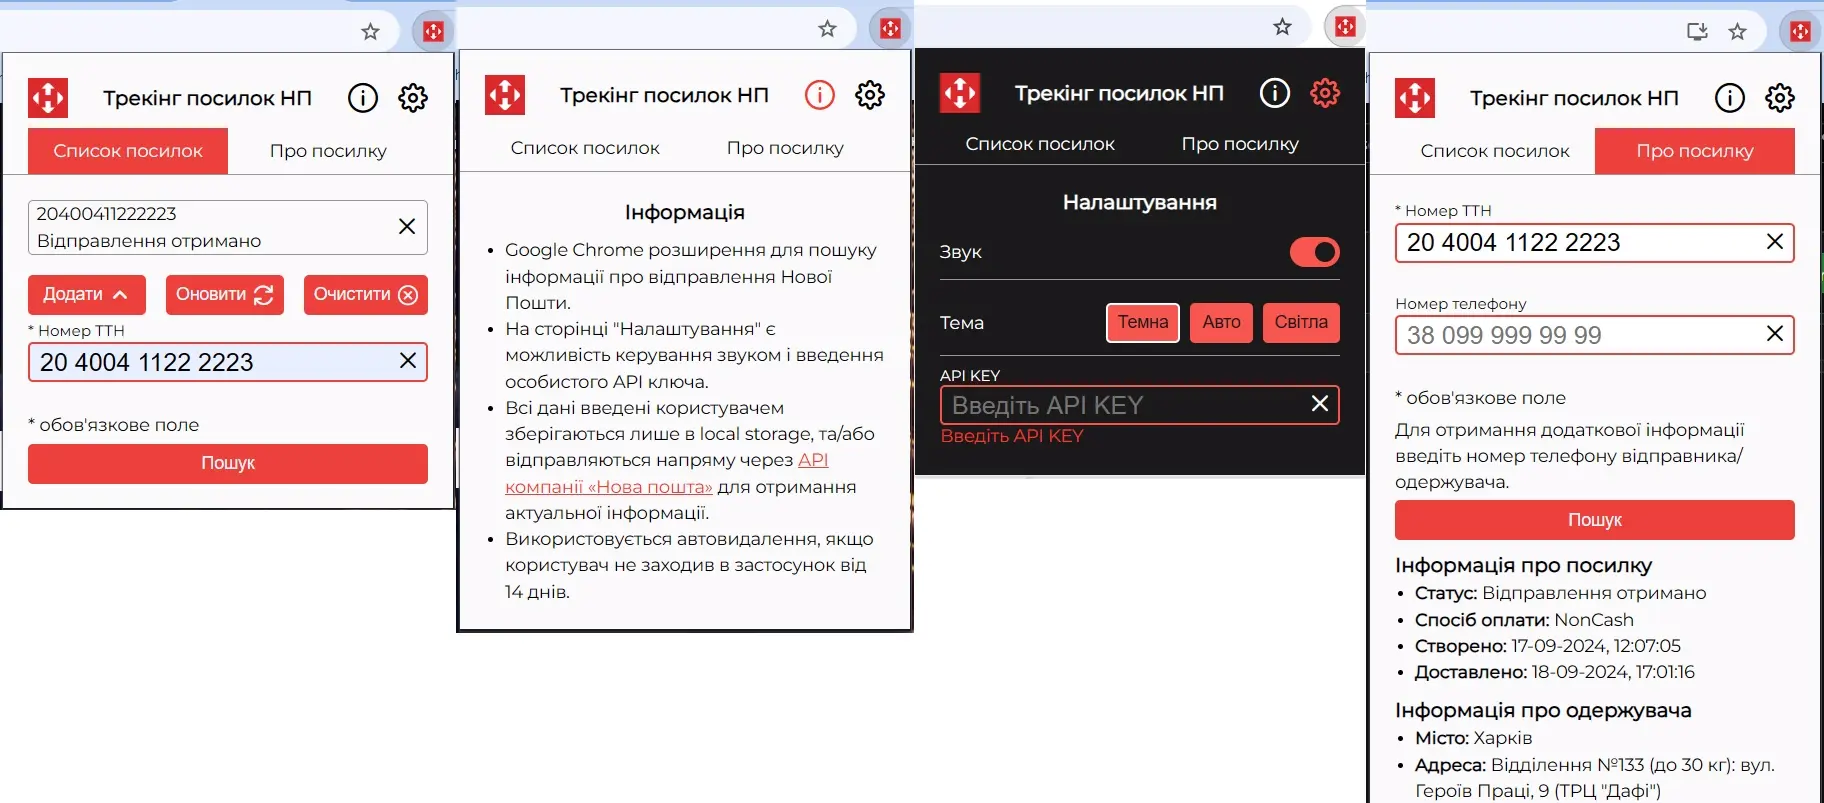 Трекінг посилок НП
Список посилок
Про посилку
20400411222223
Відправлення отримано
Додати
Оновити
Очистити
* Номер ТТН
20 4004 1122 2223
* обов'язкове поле
Пошук
Трекінг посилок НП
Список посилок
Про посилку
Інформація
• Google Chrome розширення для пошуку
інформації про відправлення Нової
Пошти.
• На сторінці "Налаштування" є
можливість керування звуком і введення
особистого API ключа.
• Всі дані введені користувачем
зберігаються лише в local storage, та/або
відправляються напряму через API
компанії «Нова пошта» для отримання
актуальної інформації.
• Використовується автовидалення, якщо
користувач не заходив в застосунок від
14 днів.
Трекінг посилок НП
Список посилок
Про посилку
Налаштування
Звук
Тема
Темна
Авто
Світла
API KEY
Введіть API KEY
Введіть API KEY
Трекінг посилок НП
Список посилок
Про посилку
* Номер ТТН
20 4004 1122 2223
Номер телефону
38 099 999 99 99
* обов'язкове поле
Для отримання додаткової інформації
введіть номер телефону відправника/
одержувача.
Пошук
Інформація про посилку
• Статус: Відправлення отримано
• Спосіб оплати: NonCash
• Створено: 17-09-2024, 12:07:05
• Доставлено: 18-09-2024, 17:01:16
Інформація про одержувача
• Місто: Харків
• Адреса: Відділення №133 (до 30 кг): вул.
Героїв Праці, 9 (ТРЦ "Дафі")